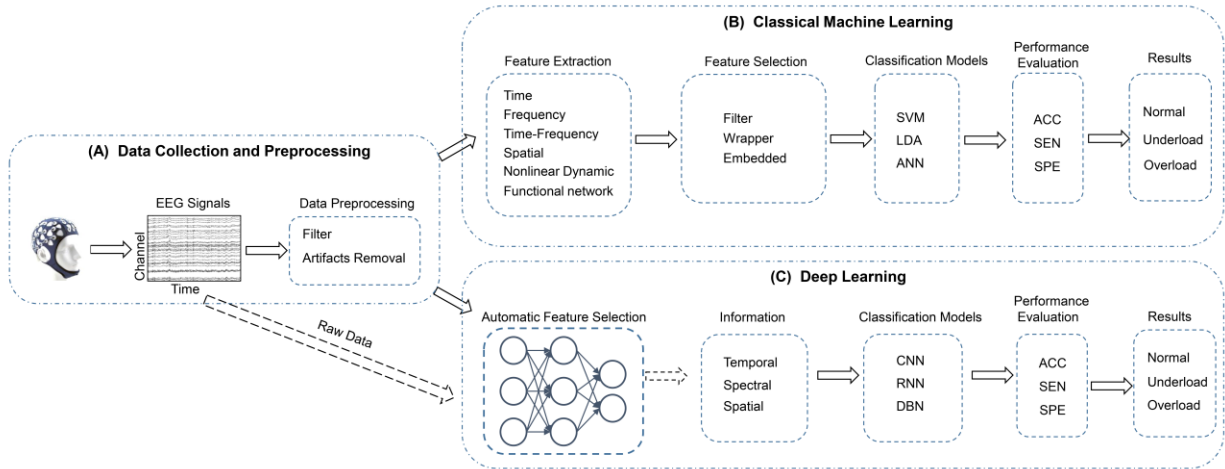 (A) Data Collection and Preprocessing
EEG Signals
Channel
Time
Data Preprocessing
Filter
Artifacts Removal
Raw Data
(B) Classical Machine Learning
Feature Extraction
Time
Frequency
Time-Frequency
Spatial
Nonlinear Dynamic
Functional network
Feature Selection
Filter
Wrapper
Embedded
Classification Models
SVM
LDA
ANN
Performance
Evaluation
ACC
SEN
SPE
Results
Normal
Underload
Overload
(C) Deep Learning
Automatic Feature Selection
Information
Temporal
Spectral
Spatial
Classification Models
CNN
RNN
DBN
Performance
Evaluation
ACC
SEN
SPE
Results
Normal
Underload
Overload